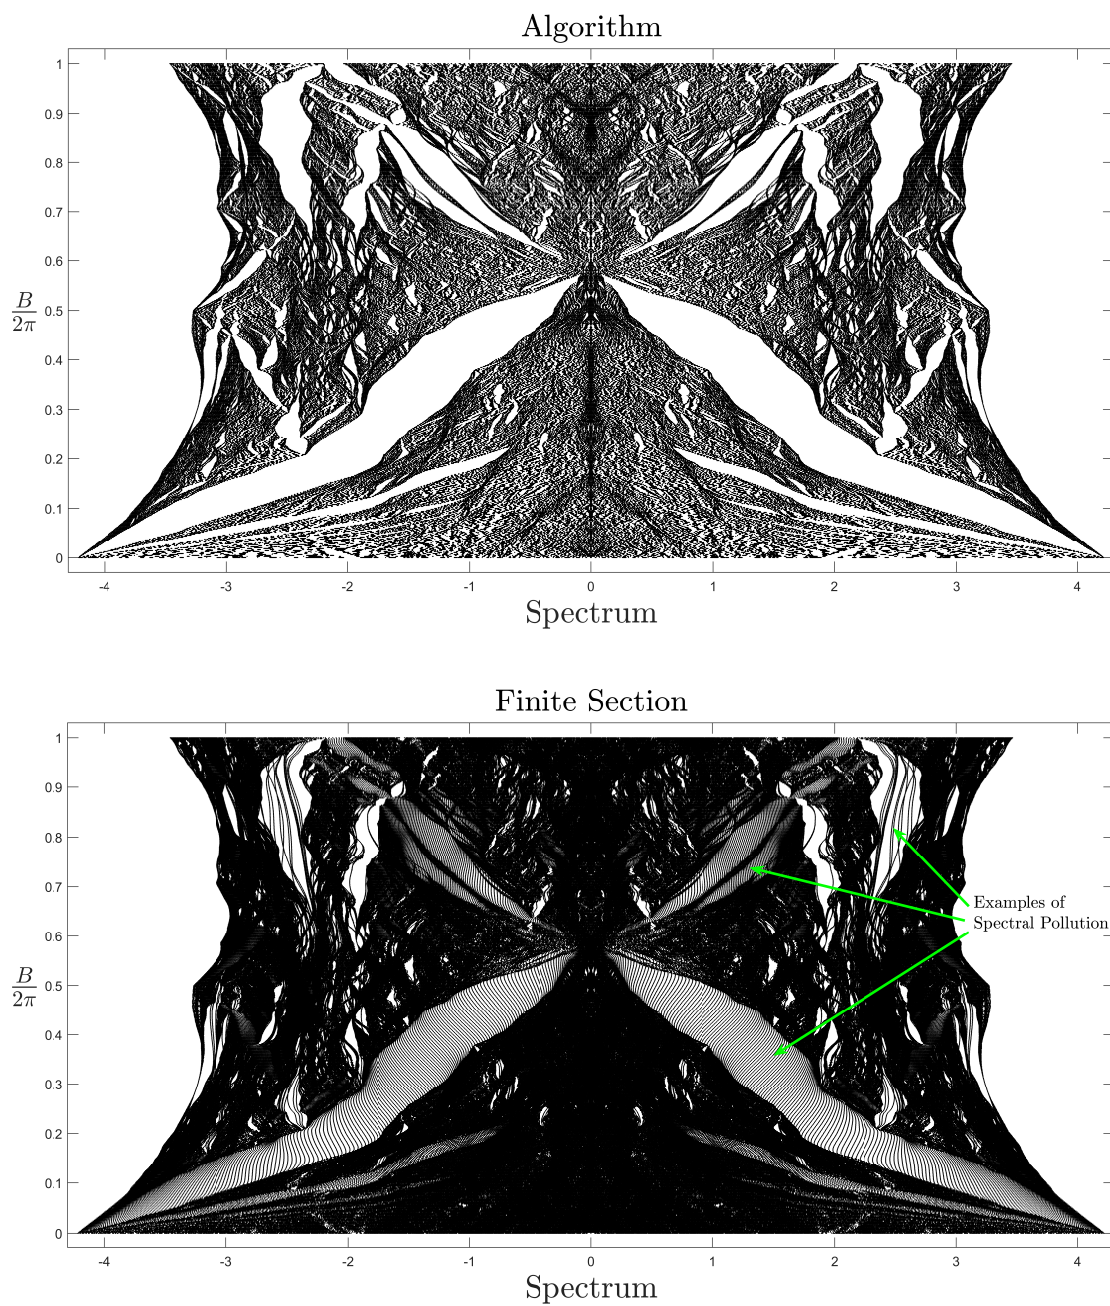 Algorithm
1
0.9
0.8
0.7
0.6
0.5
0.4
0.3
0.2
0.1
0
B
2π
-4 -3 -2 -1 0 1 2 3 4
Spectrum
Finite Section
1
0.9
0.8
0.7
0.6
0.5
0.4
0.3
0.2
0.1
0
B
2π
Examples of
Spectral Pollution
-4 -3 -2 -1 0 1 2 3 4
Spectrum